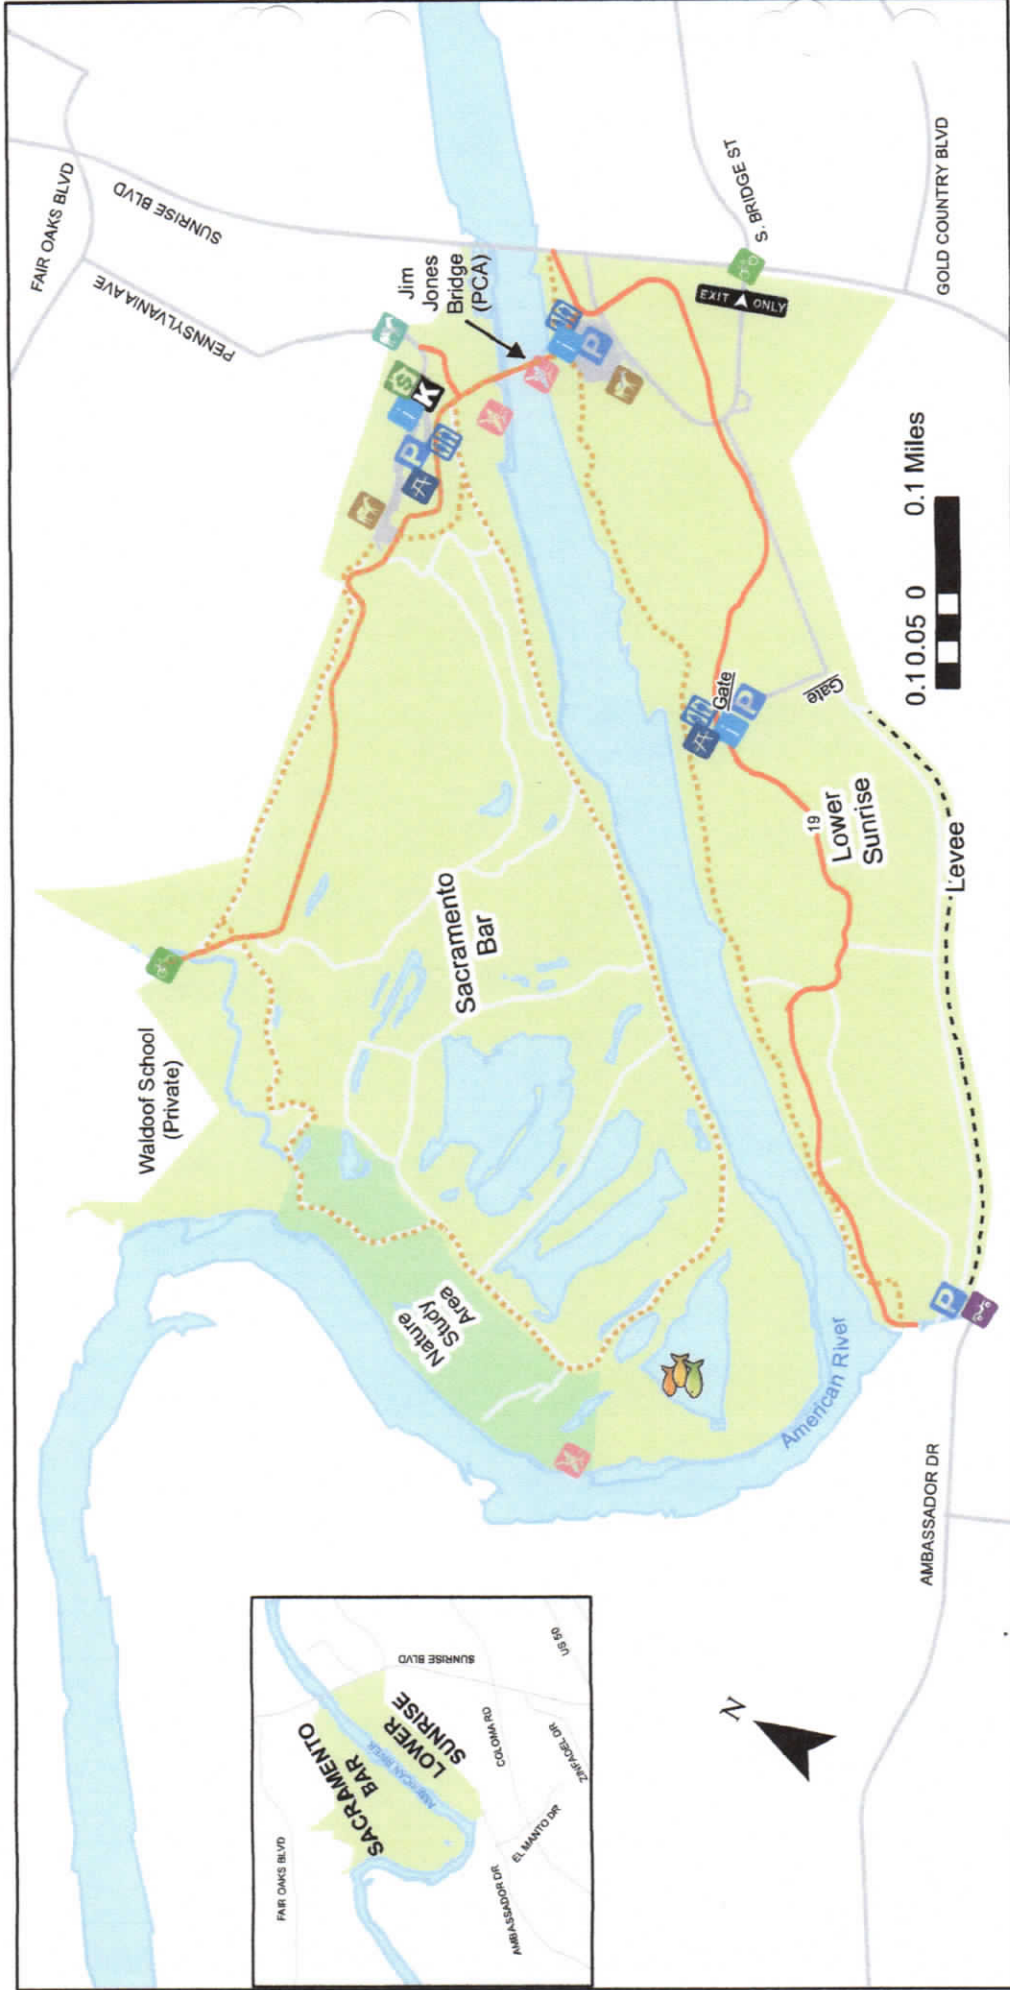 FAIR OAKS BLVD
SUNRISE BLVD
PENNSYLVANIA AVE
Jim
Jones
Bridge
(PCA)
S. BRIDGE ST
EXIT ONLY
GOLD COUNTRY BLVD
K
$
i
P
i
P
0.1 0.05 0 0.1 Miles
Gate
i
P
Gate
19
Lower
Sunrise
Levee
Sacramento
Bar
Waldoof School
(Private)
Nature
Study
Area
American River
P
AMBASSADOR DR
N
FAIR OAKS BLVD
SACRAMENTO
BAR
LOWER
SUNRISE
AMERICAN RIVER
SUNRISE BLVD
US 50
COLOMA RD
ZINFADEL DR
EL MANTO DR
AMBASSADOR DR